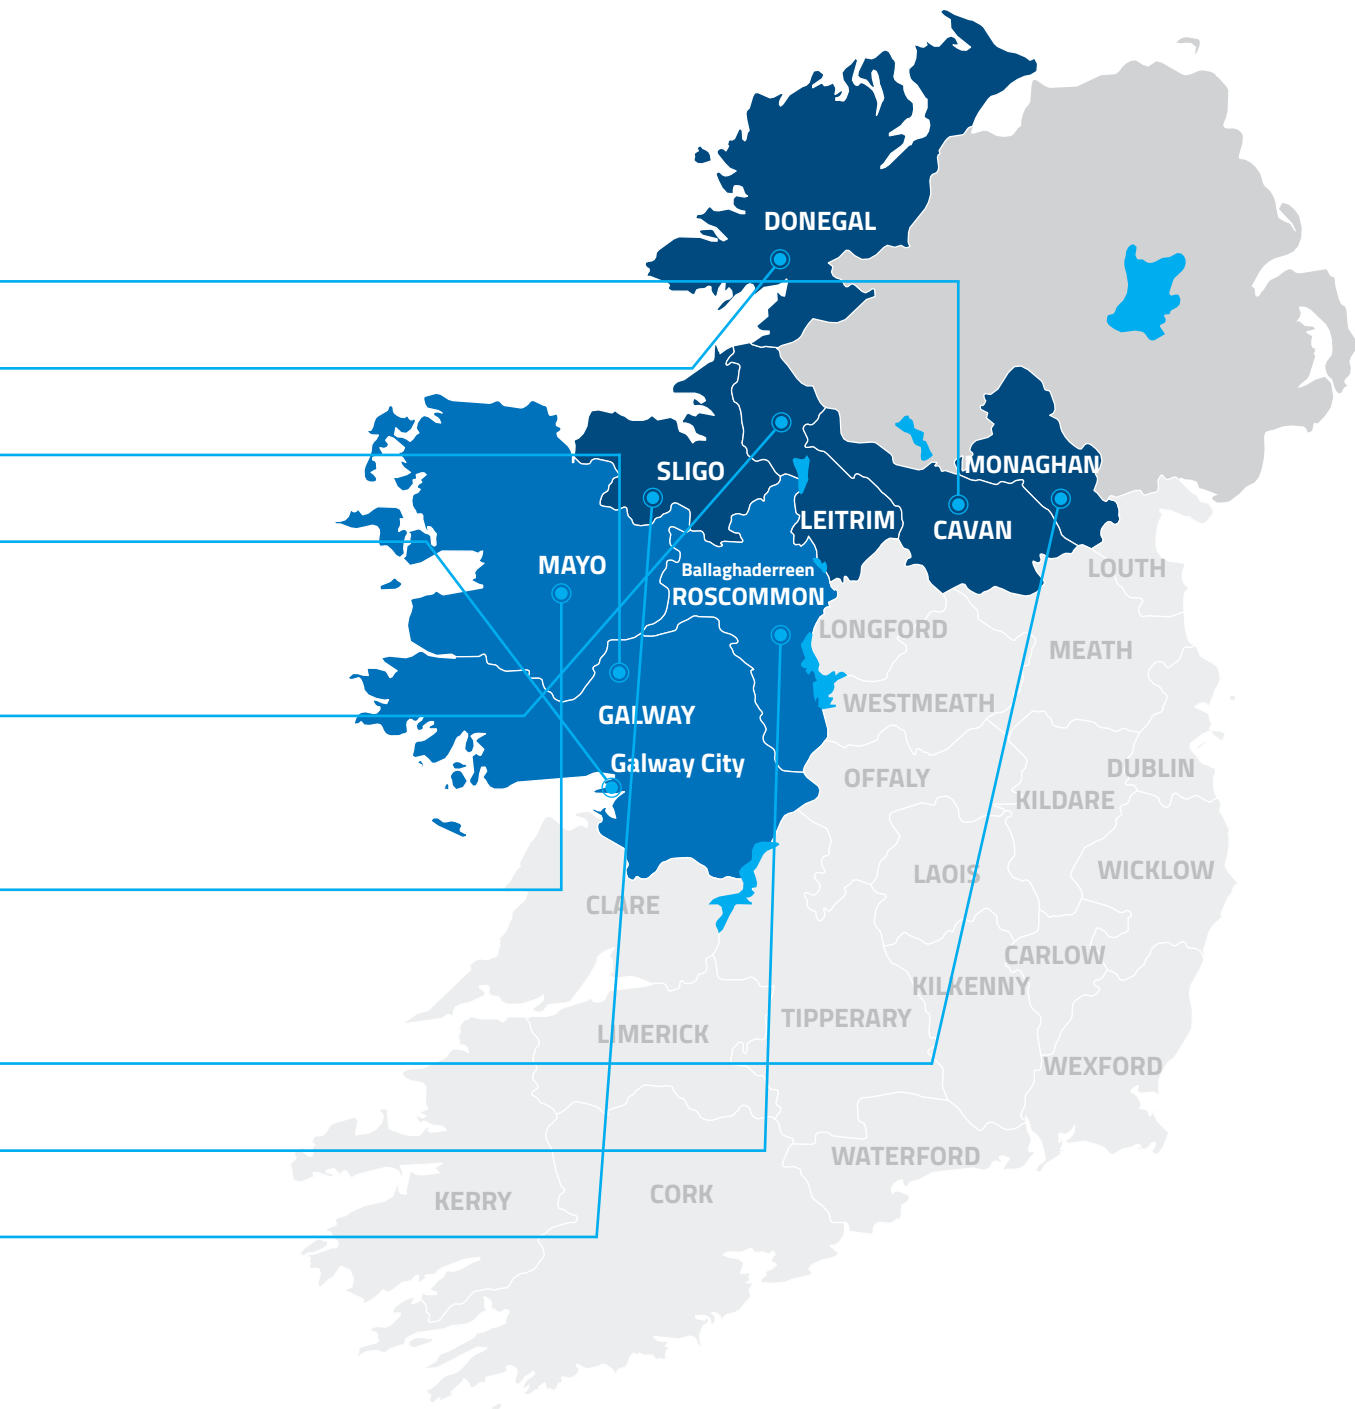 DONEGAL
MONAGHAN
SLIGO
LEITRIM
CAVAN
MAYO
Ballaghaderreen
ROSCOMMON
LOUTH
LONGFORD
MEATH
WESTMEATH
GALWAY
Galway City
OFFALY
DUBLIN
KILDARE
LAOIS
WICKLOW
CLARE
CARLOW
KILKENNY
TIPPERARY
LIMERICK
WEXFORD
WATERFORD
CORK
KERRY